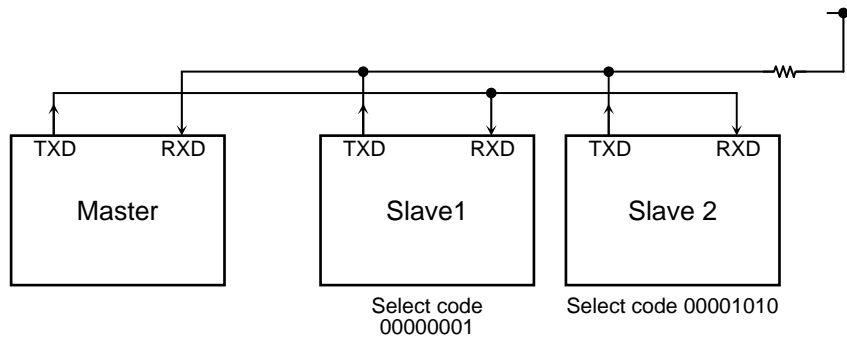 TXD RXD TXD RXD TXD RXD
Master Slave1 Slave 2
Select code
00000001
Select code 00001010